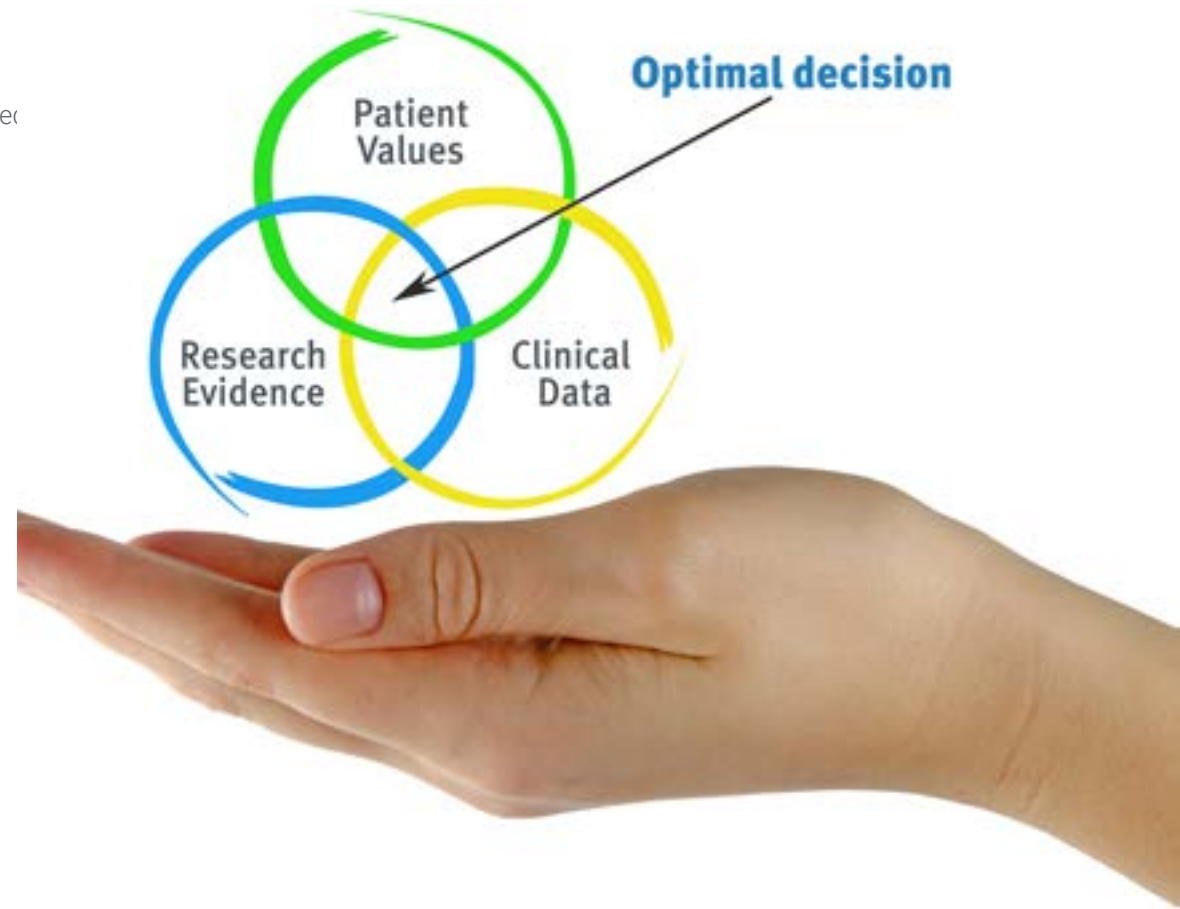 Optimal decision
Patient
Values
Research
Evidence
Clinical
Data